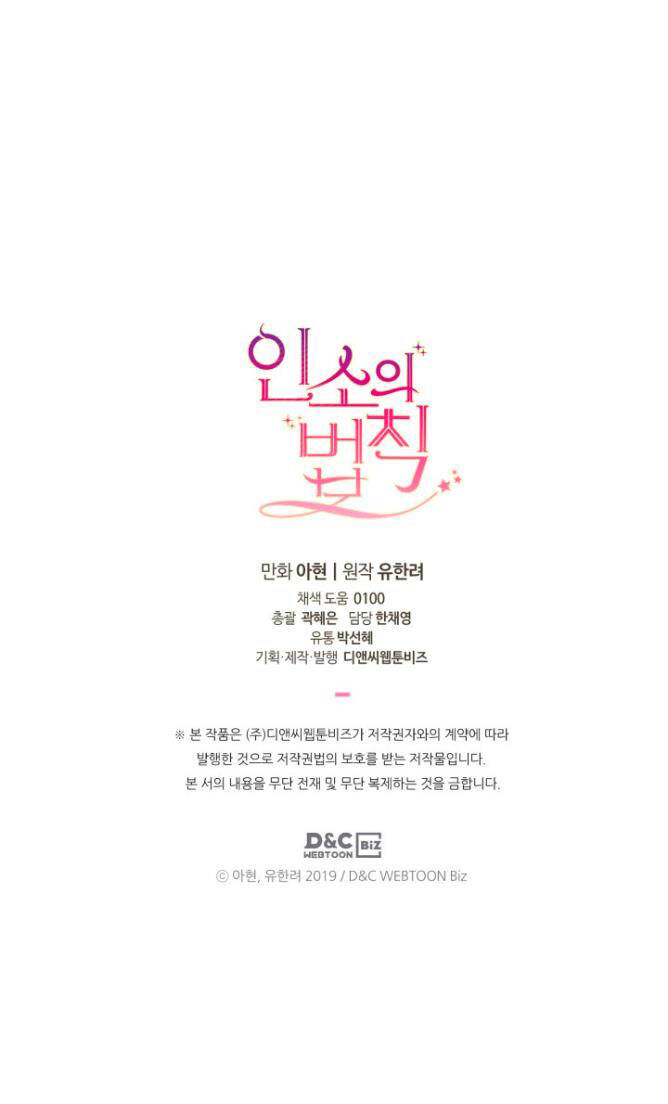 인소의
법칙
만화 아현 | 원작 유한려
채색 도움 0100
총괄 곽혜은 담당 한채영
유통 박선혜
기획·제작·발행 디앤씨웹툰비즈
※ 본 작품은 (주)디앤씨웹툰비즈가 저작권자와의 계약에 따라
발행한 것으로 저작권법의 보호를 받는 저작물입니다.
본 서의 내용을 무단 전재 및 무단 복제하는 것을 금합니다.
D&C WEBTOON BiZ
ⓒ 아현, 유한려 2019 / D&C WEBTOON Biz